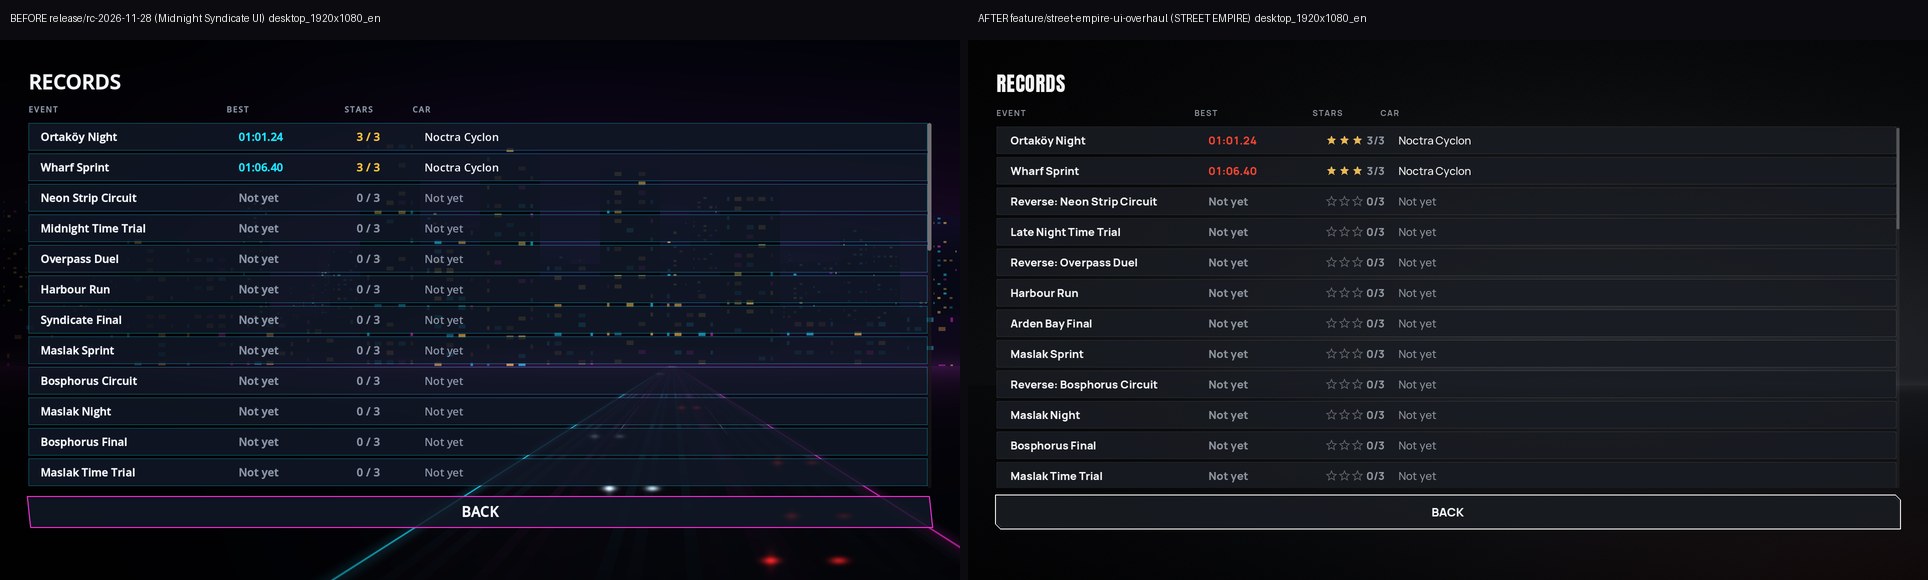 BEFORE release/rc-2026-11-28 (Midnight Syndicate UI) desktop_1920x1080_en
RECORDS
EVENT BEST STARS CAR
Ortaköy Night 01:01.24 3 / 3 Noctra Cyclon
Wharf Sprint 01:06.40 3 / 3 Noctra Cyclon
Neon Strip Circuit Not yet 0 / 3 Not yet
Midnight Time Trial Not yet 0 / 3 Not yet
Overpass Duel Not yet 0 / 3 Not yet
Harbour Run Not yet 0 / 3 Not yet
Syndicate Final Not yet 0 / 3 Not yet
Maslak Sprint Not yet 0 / 3 Not yet
Bosphorus Circuit Not yet 0 / 3 Not yet
Maslak Night Not yet 0 / 3 Not yet
Bosphorus Final Not yet 0 / 3 Not yet
Maslak Time Trial Not yet 0 / 3 Not yet
BACK
AFTER feature/street-empire-ui-overhaul (STREET EMPIRE) desktop_1920x1080_en
RECORDS
EVENT BEST STARS CAR
Ortaköy Night 01:01.24 ★★★ 3/3 Noctra Cyclon
Wharf Sprint 01:06.40 ★★★ 3/3 Noctra Cyclon
Reverse: Neon Strip Circuit Not yet ☆☆☆ 0/3 Not yet
Late Night Time Trial Not yet ☆☆☆ 0/3 Not yet
Reverse: Overpass Duel Not yet ☆☆☆ 0/3 Not yet
Harbour Run Not yet ☆☆☆ 0/3 Not yet
Arden Bay Final Not yet ☆☆☆ 0/3 Not yet
Maslak Sprint Not yet ☆☆☆ 0/3 Not yet
Reverse: Bosphorus Circuit Not yet ☆☆☆ 0/3 Not yet
Maslak Night Not yet ☆☆☆ 0/3 Not yet
Bosphorus Final Not yet ☆☆☆ 0/3 Not yet
Maslak Time Trial Not yet ☆☆☆ 0/3 Not yet
BACK